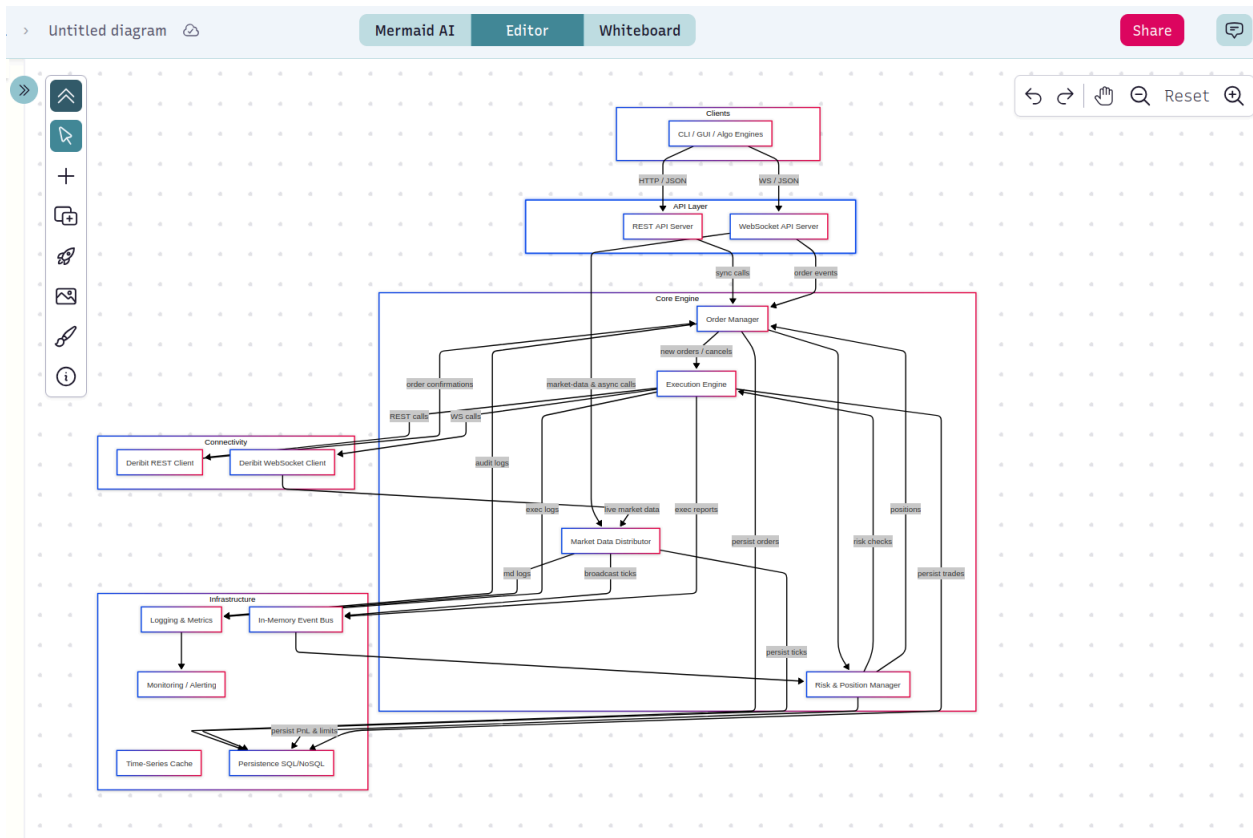 Untitled diagram
Mermaid AI
Editor
Whiteboard
Share
Reset
Clients
CLI / GUI / Algo Engines
HTTP / JSON
WS / JSON
API Layer
REST API Server
WebSocket API Server
sync calls
order events
Core Engine
Order Manager
new orders / cancels
order confirmations
market-data & async calls
Execution Engine
REST calls
WS calls
Connectivity
Deribit REST Client
Deribit WebSocket Client
audit logs
exec logs
live market data
exec reports
positions
Market Data Distributor
persist orders
risk checks
md logs
broadcast ticks
persist trades
Infrastructure
Logging & Metrics
In-Memory Event Bus
persist ticks
Monitoring / Alerting
Risk & Position Manager
persist PnL & limits
Time-Series Cache
Persistence SQL/NoSQL